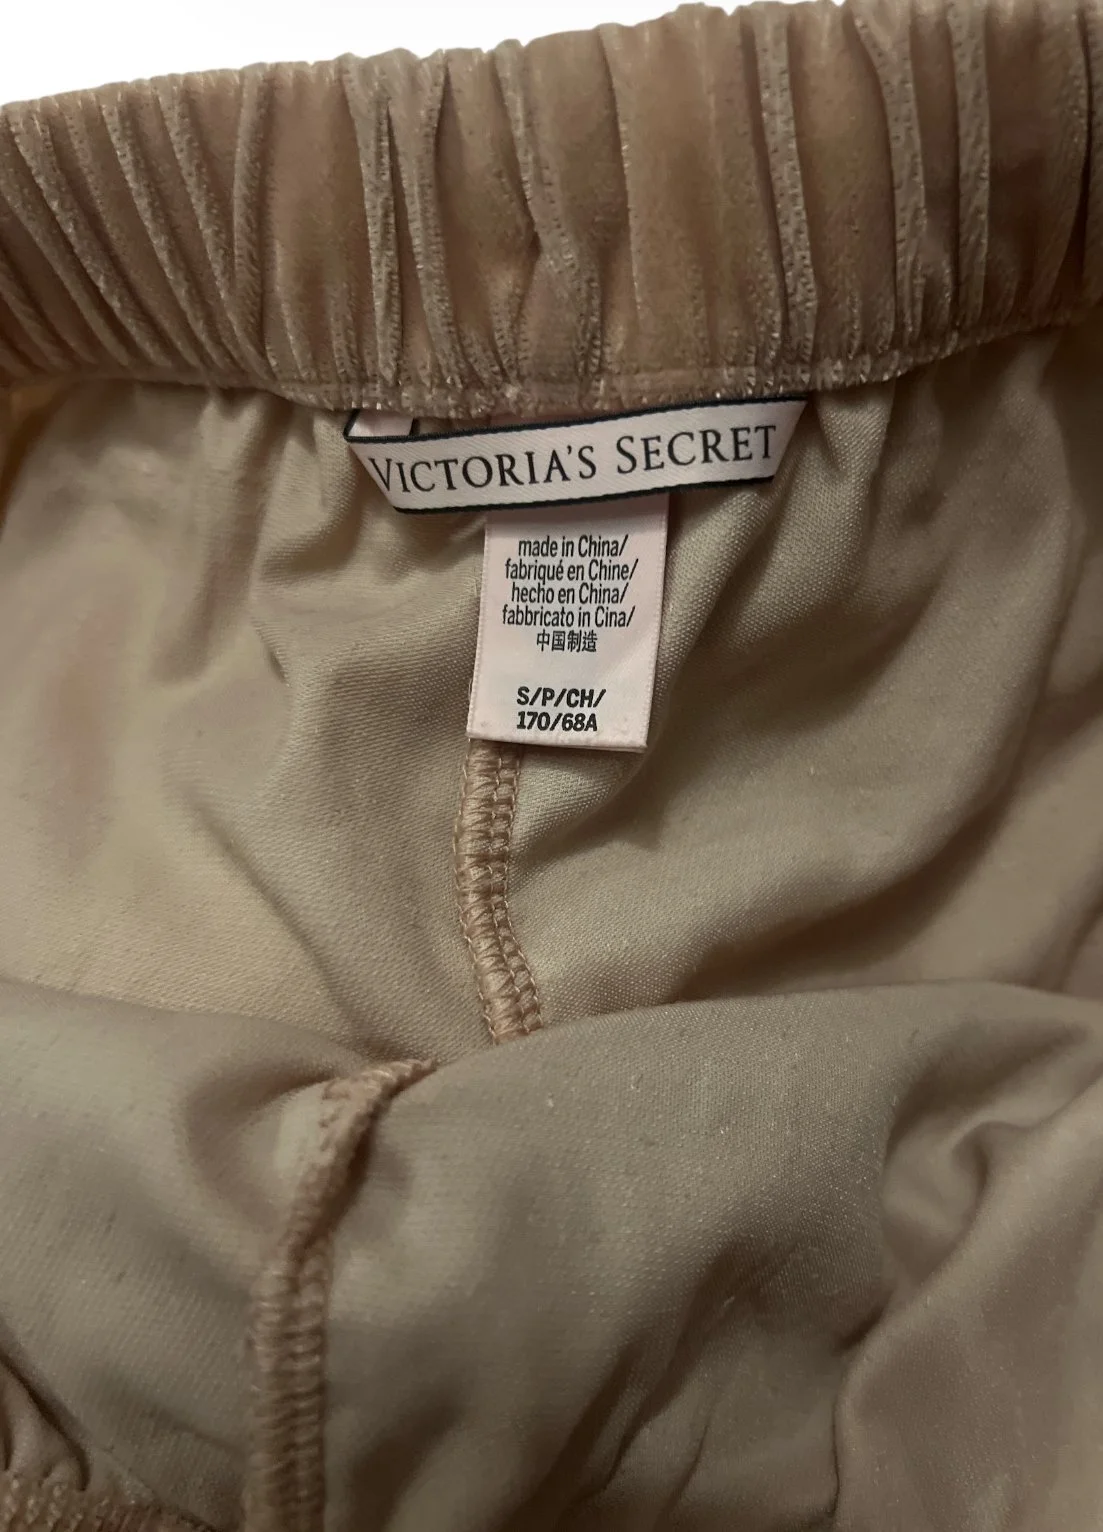 VICTORIA'S SECRET
made in China/
fabriqué en Chine/
hecho en China/
fabbricato in Cina/
中国制造
S/P/CH/
170/68A